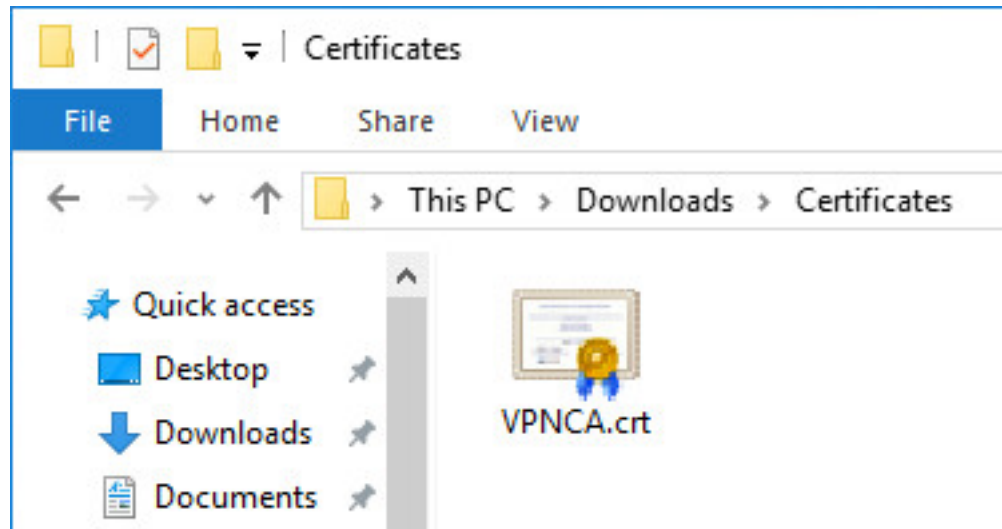 Certificates
File Home Share View
This PC > Downloads > Certificates
Quick access
Desktop
Downloads
Documents
VPNCA.crt